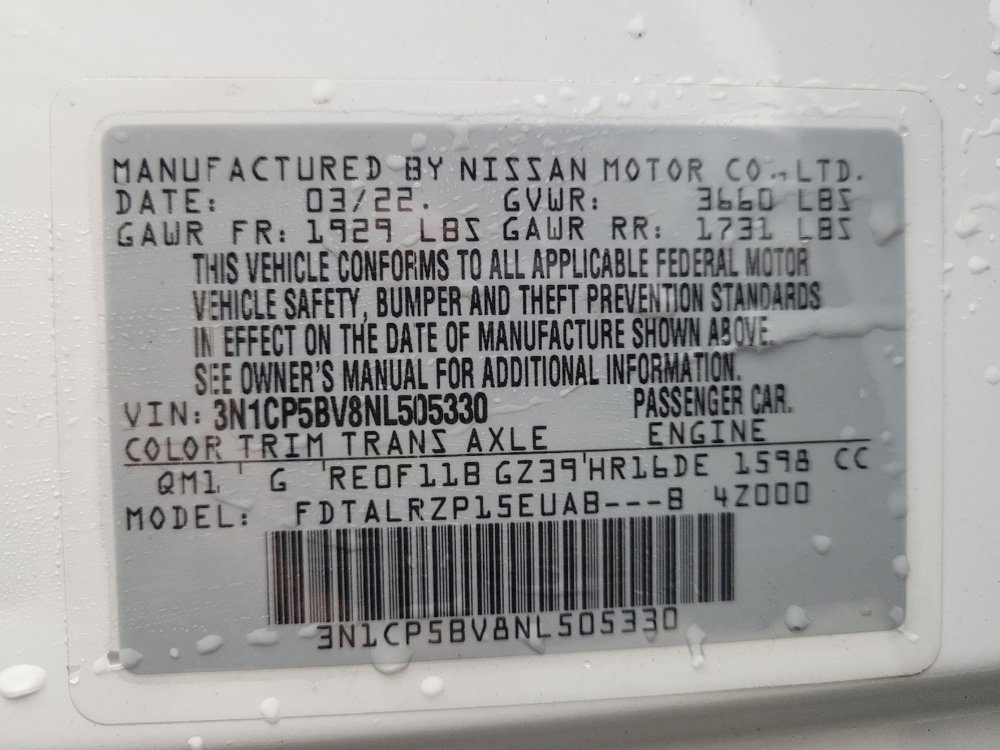 MANUFACTURED BY NISSAN MOTOR CO.,LTD.
DATE: 03/22. GVWR: 3660 LBS
GAWR FR: 1929 LBS GAWR RR: 1731 LBS
THIS VEHICLE CONFORMS TO ALL APPLICABLE FEDERAL MOTOR
VEHICLE SAFETY, BUMPER AND THEFT PREVENTION STANDARDS
IN EFFECT ON THE DATE OF MANUFACTURE SHOWN ABOVE.
SEE OWNER'S MANUAL FOR ADDITIONAL INFORMATION.
VIN: 3N1CP5BV8NL505330 PASSENGER CAR.
COLOR TRIM TRANS AXLE ENGINE
QM1 G RE0F11B GZ39 HR16DE 1598 CC
MODEL: FDTALRZP15EUAB---B 4Z000
3N1CP5BV8NL505330